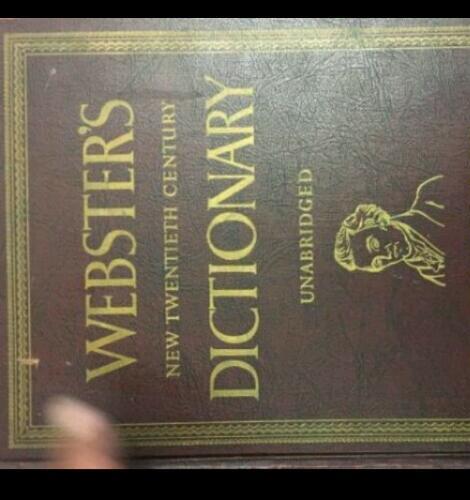 WEBSTER'S
NEW TWENTIETH CENTURY
DICTIONARY
UNABRIDGED